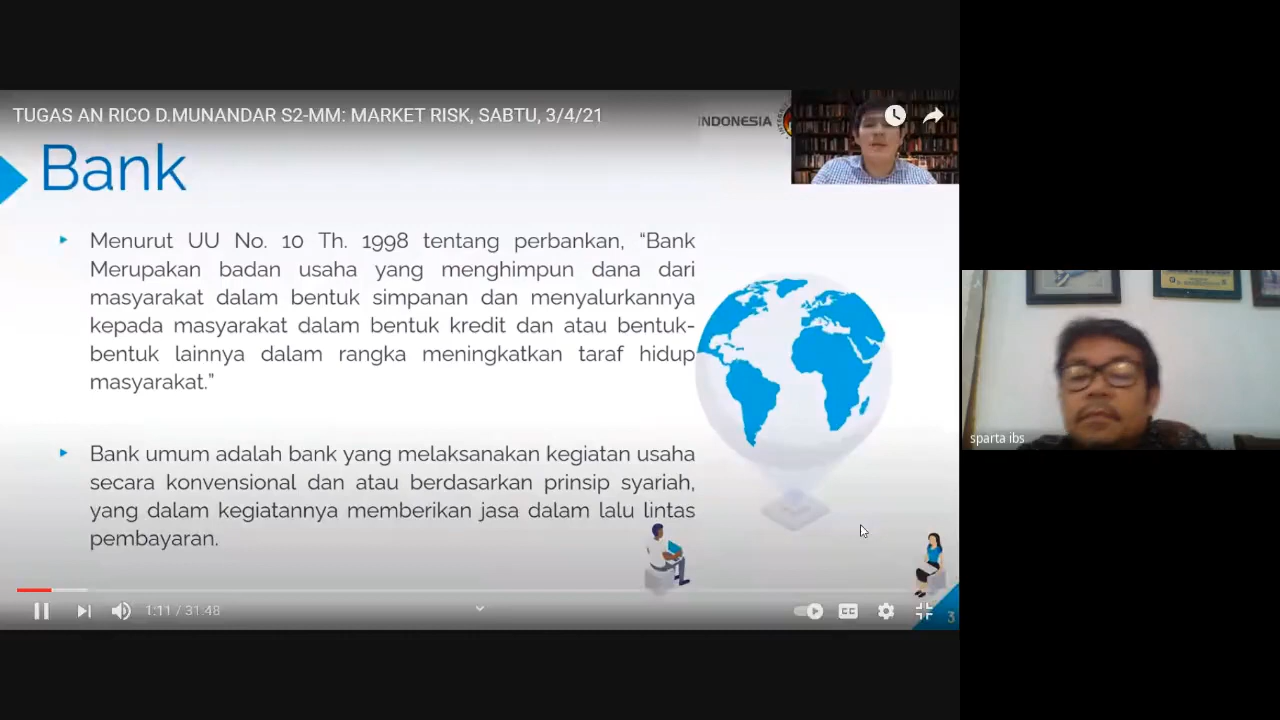 TUGAS AN RICO D.MUNANDAR S2-MM: MARKET RISK, SABTU, 3/4/21
INDONESIA
Bank
Menurut UU No. 10 Th. 1998 tentang perbankan, “Bank
Merupakan badan usaha yang menghimpun dana dari
masyarakat dalam bentuk simpanan dan menyalurkannya
kepada masyarakat dalam bentuk kredit dan atau bentuk-
bentuk lainnya dalam rangka meningkatkan taraf hidup
masyarakat.”
Bank umum adalah bank yang melaksanakan kegiatan usaha
secara konvensional dan atau berdasarkan prinsip syariah,
yang dalam kegiatannya memberikan jasa dalam lalu lintas
pembayaran.
sparta ibs
1:11 / 31:48
CC
3